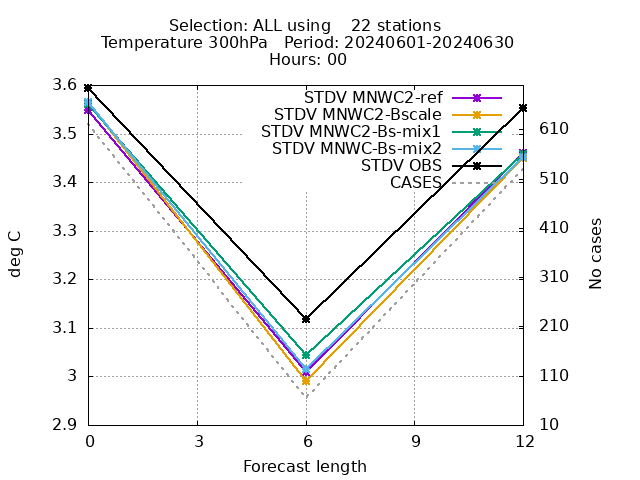 Selection: ALL using    22 stations
Temperature 300hPa   Period: 20240601-20240630
Hours: 00
STDV MNWC2-ref
STDV MNWC2-Bscale
STDV MNWC2-Bs-mix1
STDV MNWC-Bs-mix2
STDV OBS
CASES
deg C
3.6
3.5
3.4
3.3
3.2
3.1
3
2.9
No cases
610
510
410
310
210
110
10
0 3 6 9 12
Forecast length